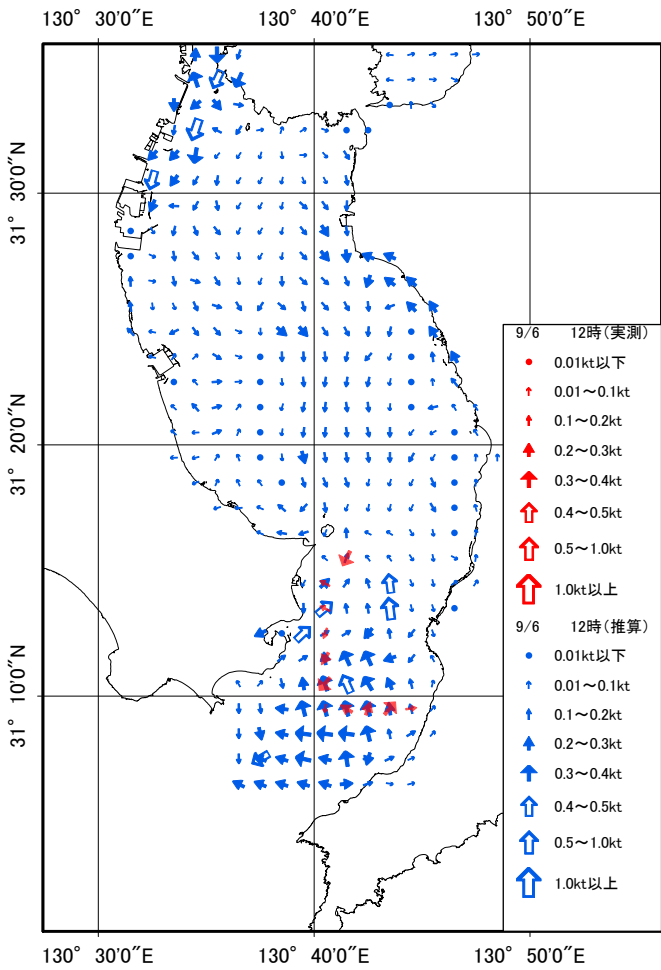 130° 30′0″E 130° 40′0″E 130° 50′0″E
31° 30′0″N
31° 20′0″N
31° 10′0″N
9/6 12時(実測)
0.01kt以下
0.01～0.1kt
0.1～0.2kt
0.2～0.3kt
0.3～0.4kt
0.4～0.5kt
0.5～1.0kt
1.0kt以上
9/6 12時(推算)
0.01kt以下
0.01～0.1kt
0.1～0.2kt
0.2～0.3kt
0.3～0.4kt
0.4～0.5kt
0.5～1.0kt
1.0kt以上
130° 30′0″E 130° 40′0″E 130° 50′0″E